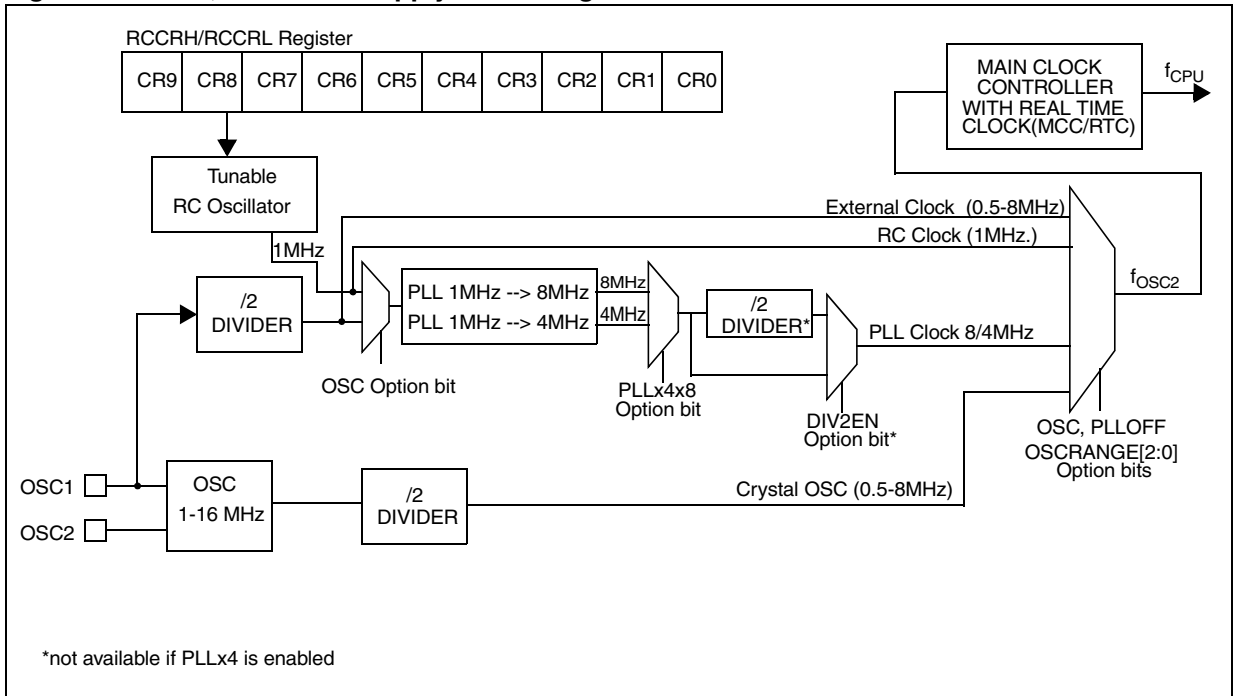 RCCRH/RCCRL Register
CR9 CR8 CR7 CR6 CR5 CR4 CR3 CR2 CR1 CR0
MAIN CLOCK
CONTROLLER
WITH REAL TIME
CLOCK(MCC/RTC)
fCPU
Tunable
RC Oscillator
1MHz
External Clock (0.5-8MHz)
RC Clock (1MHz.)
fOSC2
/2
DIVIDER
PLL 1MHz --> 8MHz
PLL 1MHz --> 4MHz
8MHz
4MHz
/2
DIVIDER*
PLL Clock 8/4MHz
OSC Option bit
PLLx4x8
Option bit
DIV2EN
Option bit*
OSC, PLLOFF
OSCRANGE[2:0]
Option bits
OSC1
OSC2
OSC
1-16 MHz
/2
DIVIDER
Crystal OSC (0.5-8MHz)
*not available if PLLx4 is enabled